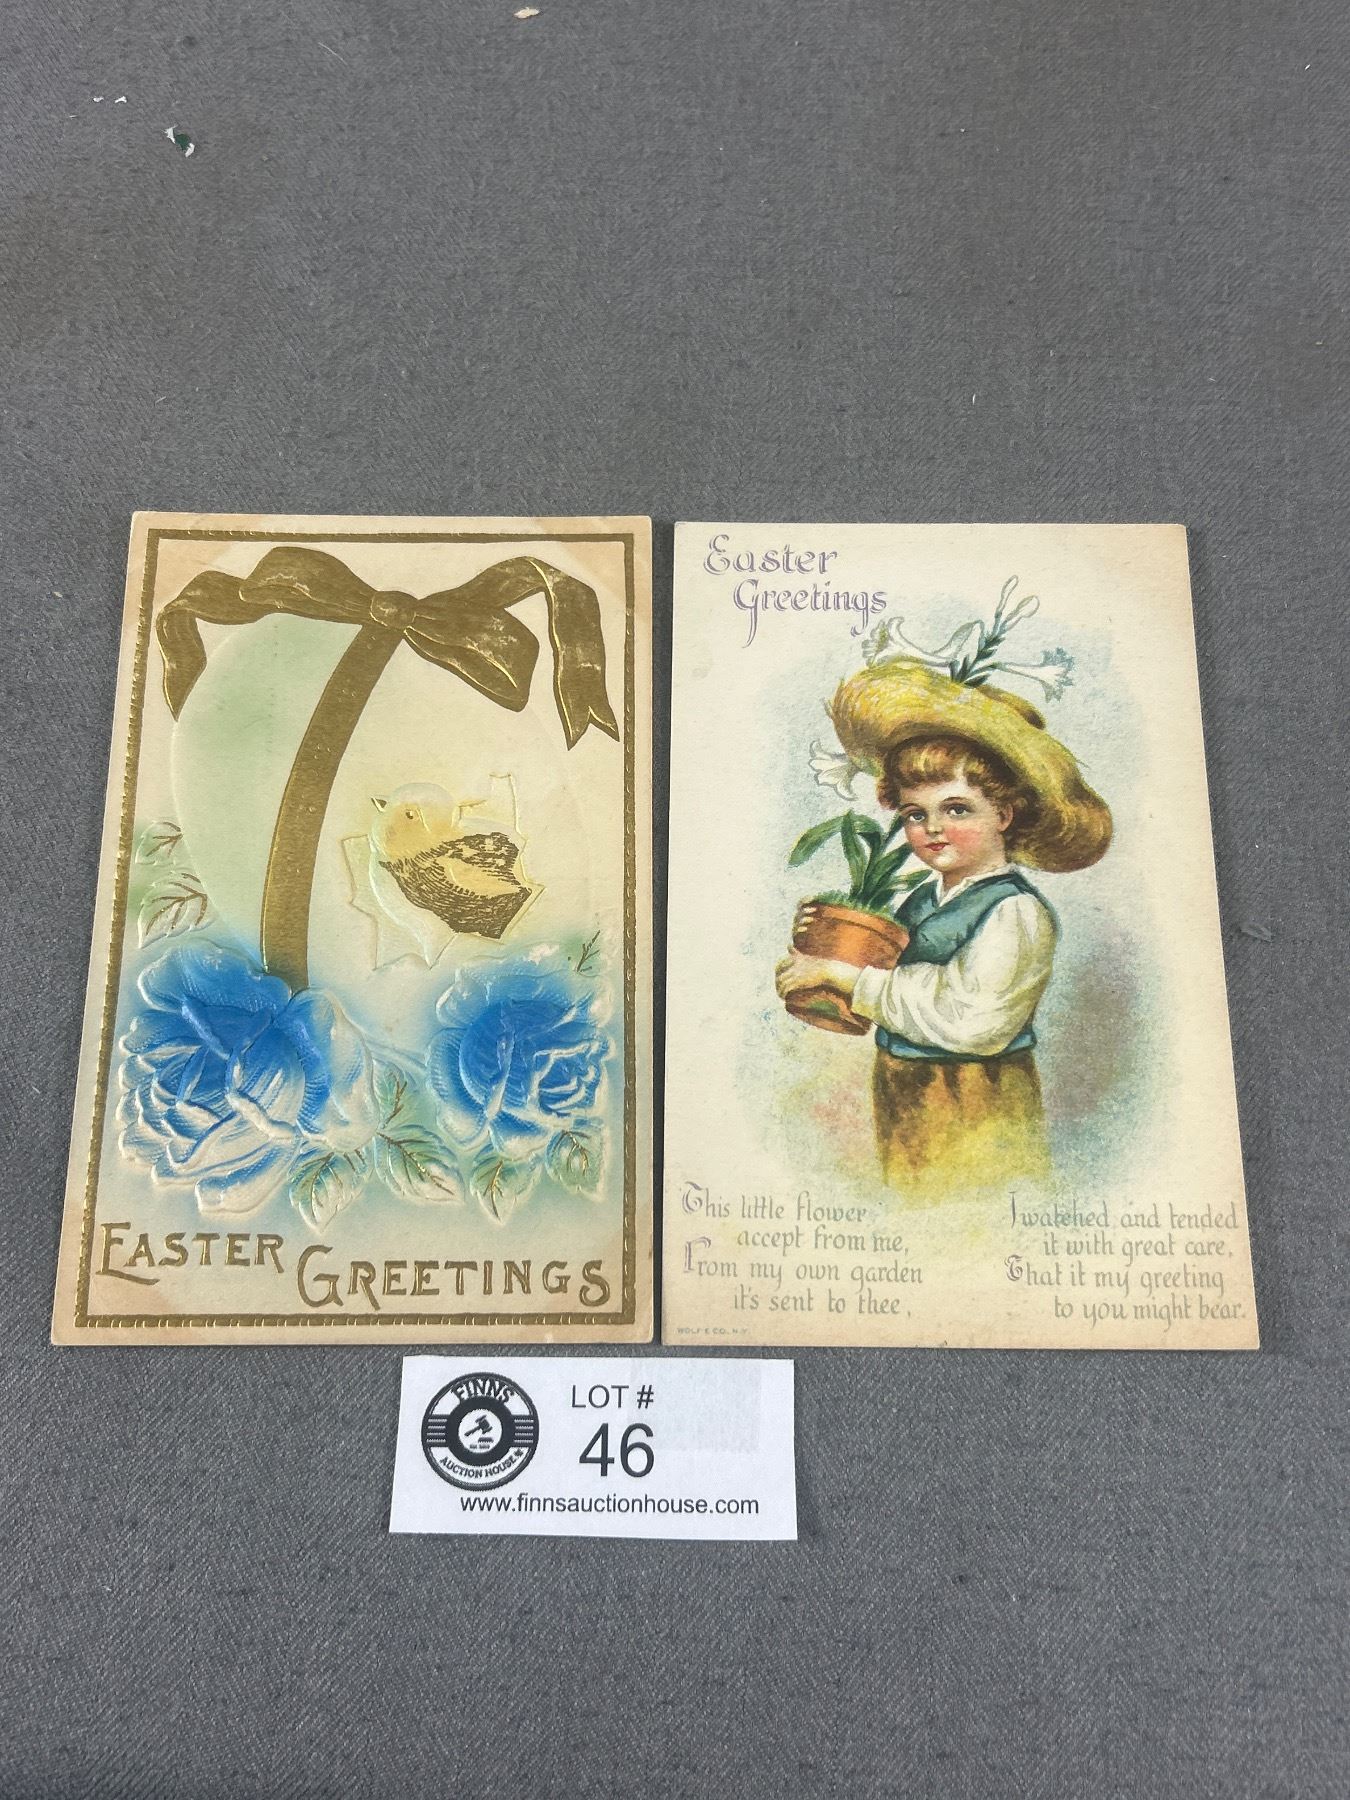 EASTER
GREETINGS
Easter
Greetings
This little flower
accept from me,
From my own garden
it's sent to thee,
I watched and tended
it with great care,
That it my greeting
to you might bear.
WOLF & CO. N.Y.
FINNS
AUCTION HOUSE
LOT #
46
www.finnsauctionhouse.com